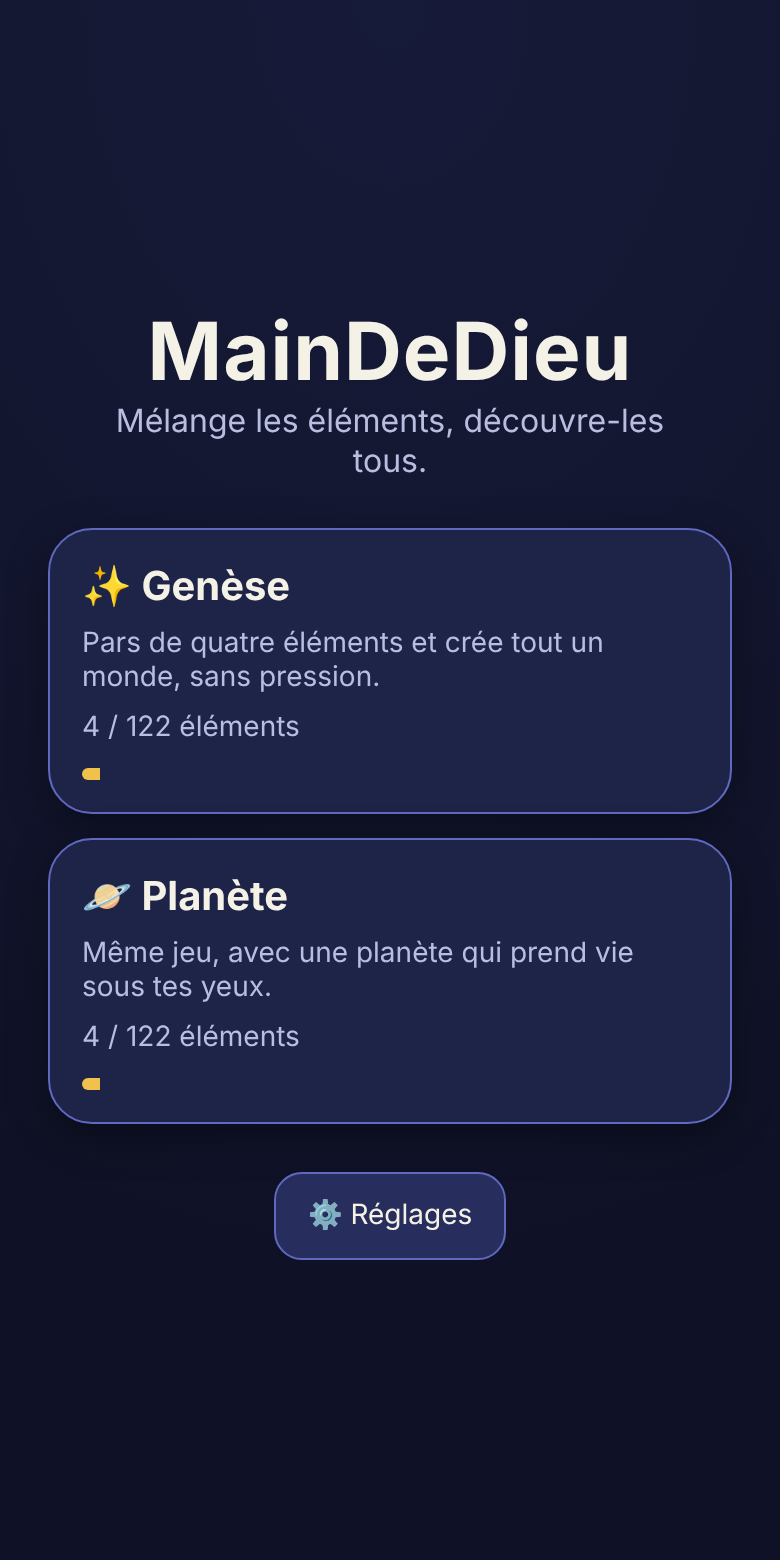 MainDeDieu
Mélange les éléments, découvre-les
tous.
✨ Genèse
Pars de quatre éléments et crée tout un
monde, sans pression.
4 / 122 éléments
🪐 Planète
Même jeu, avec une planète qui prend vie
sous tes yeux.
4 / 122 éléments
⚙️ Réglages